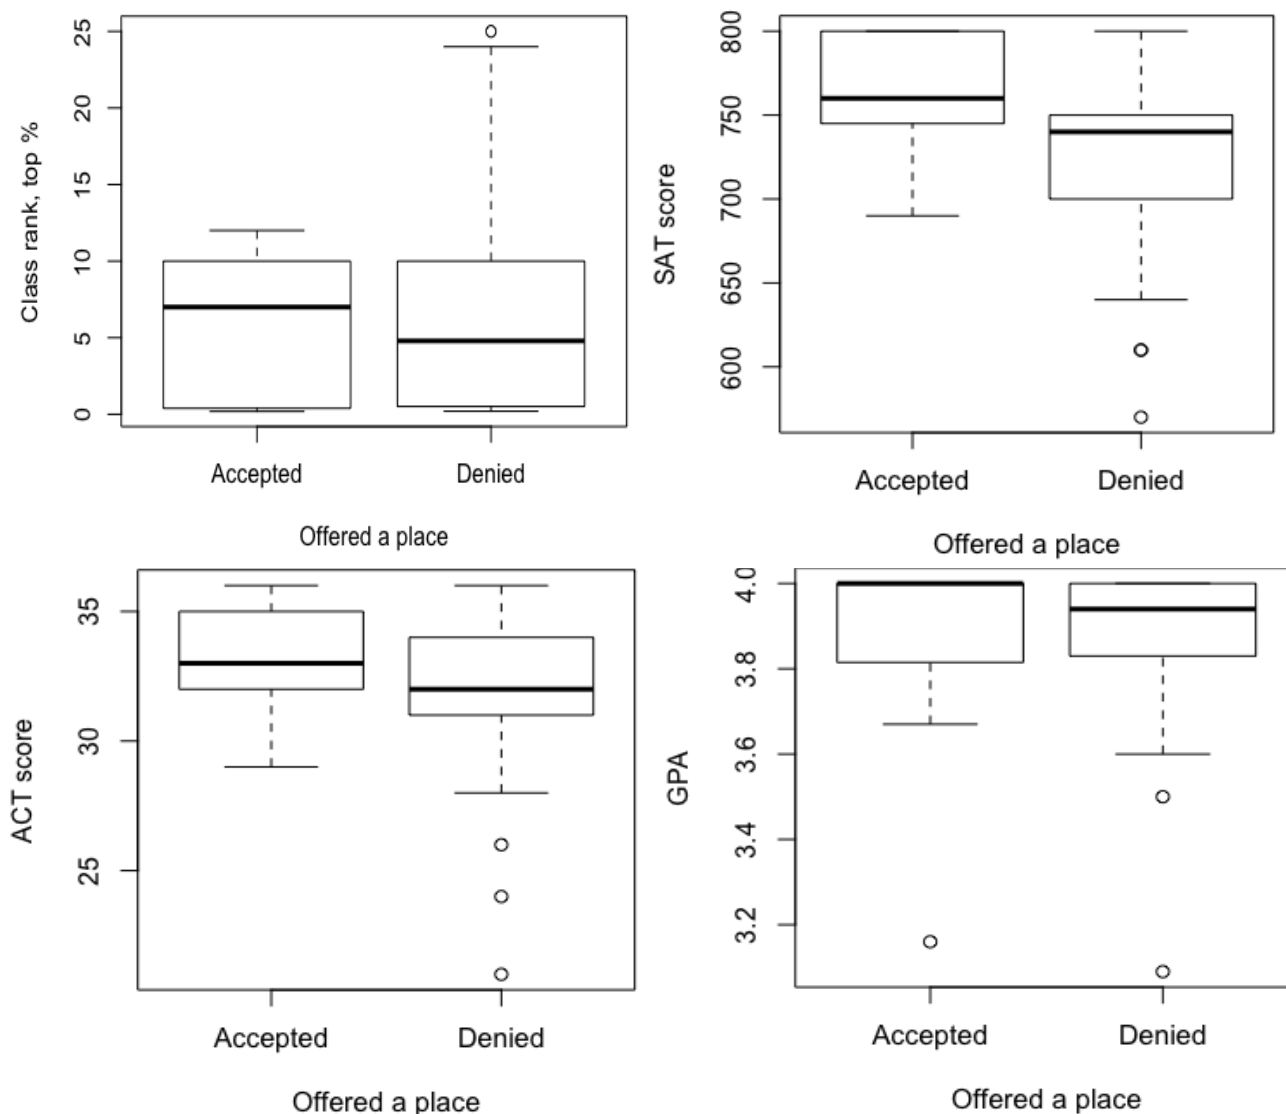 Class rank, top %
25
20
15
10
5
0
Accepted Denied
Offered a place
SAT score
800
750
700
650
600
Accepted Denied
Offered a place
ACT score
35
30
25
Accepted Denied
Offered a place
GPA
4.0
3.8
3.6
3.4
3.2
Accepted Denied
Offered a place